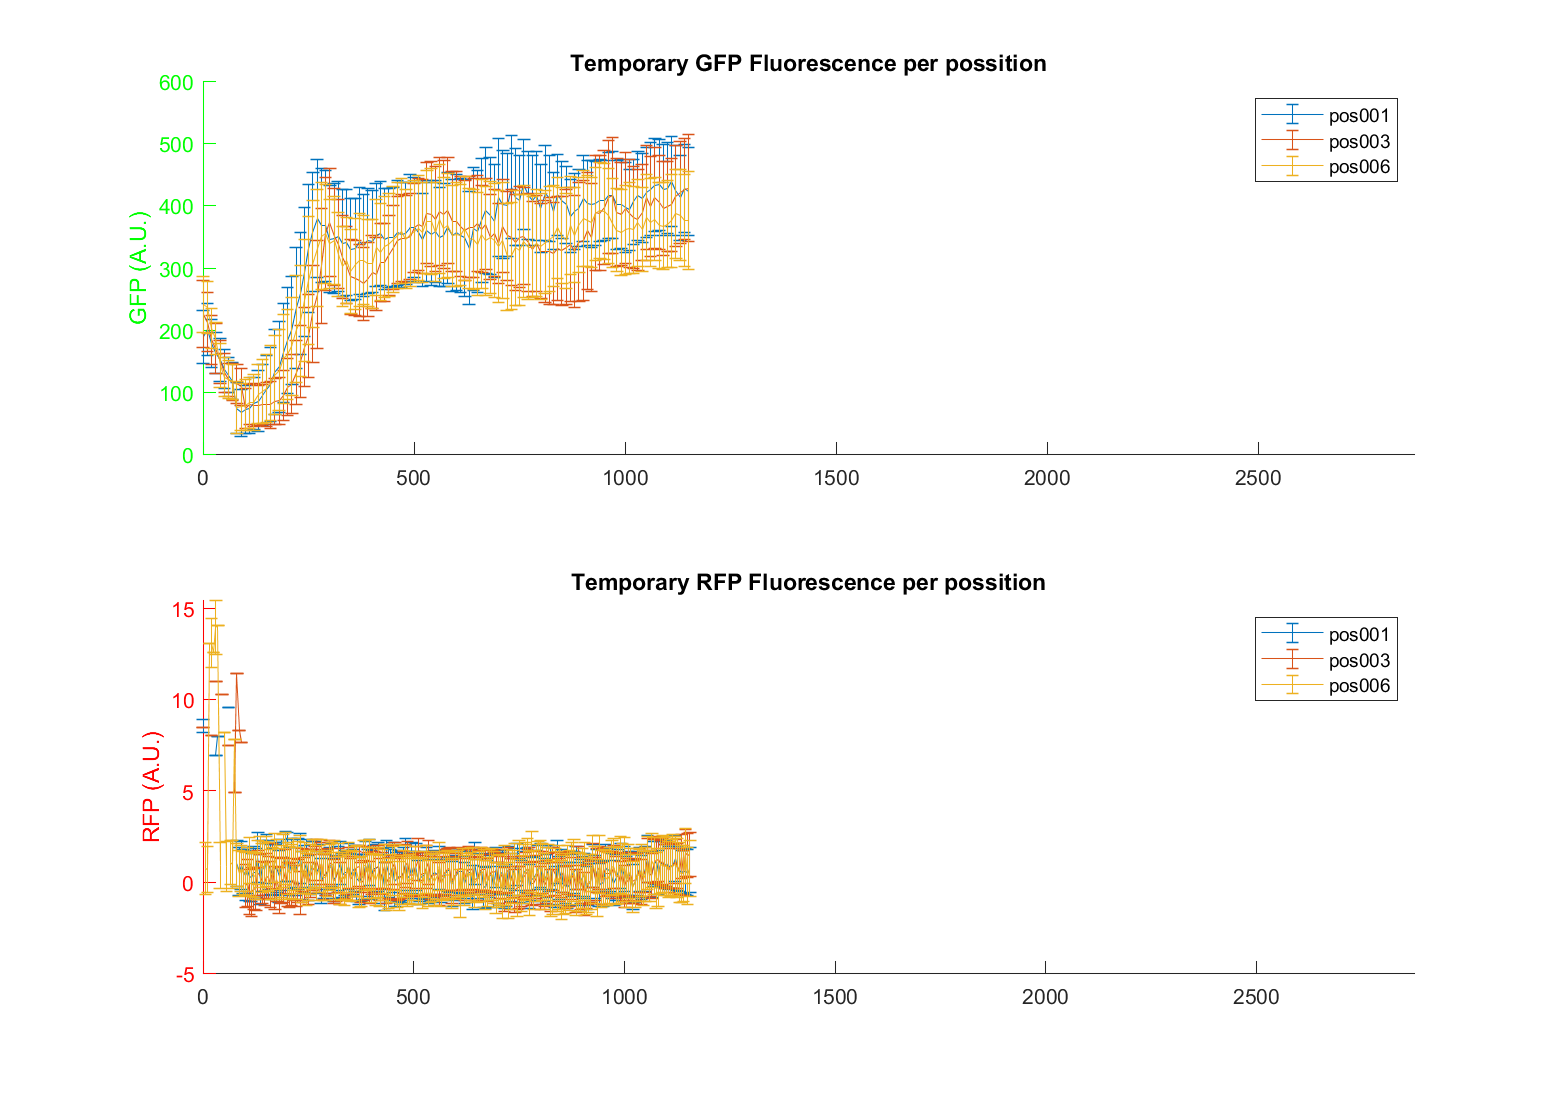 Temporary GFP Fluorescence per possition
600
500
400
300
200
100
0
GFP (A.U.)
pos001
pos003
pos006
0 500 1000 1500 2000 2500
Temporary RFP Fluorescence per possition
15
10
5
0
-5
RFP (A.U.)
pos001
pos003
pos006
0 500 1000 1500 2000 2500